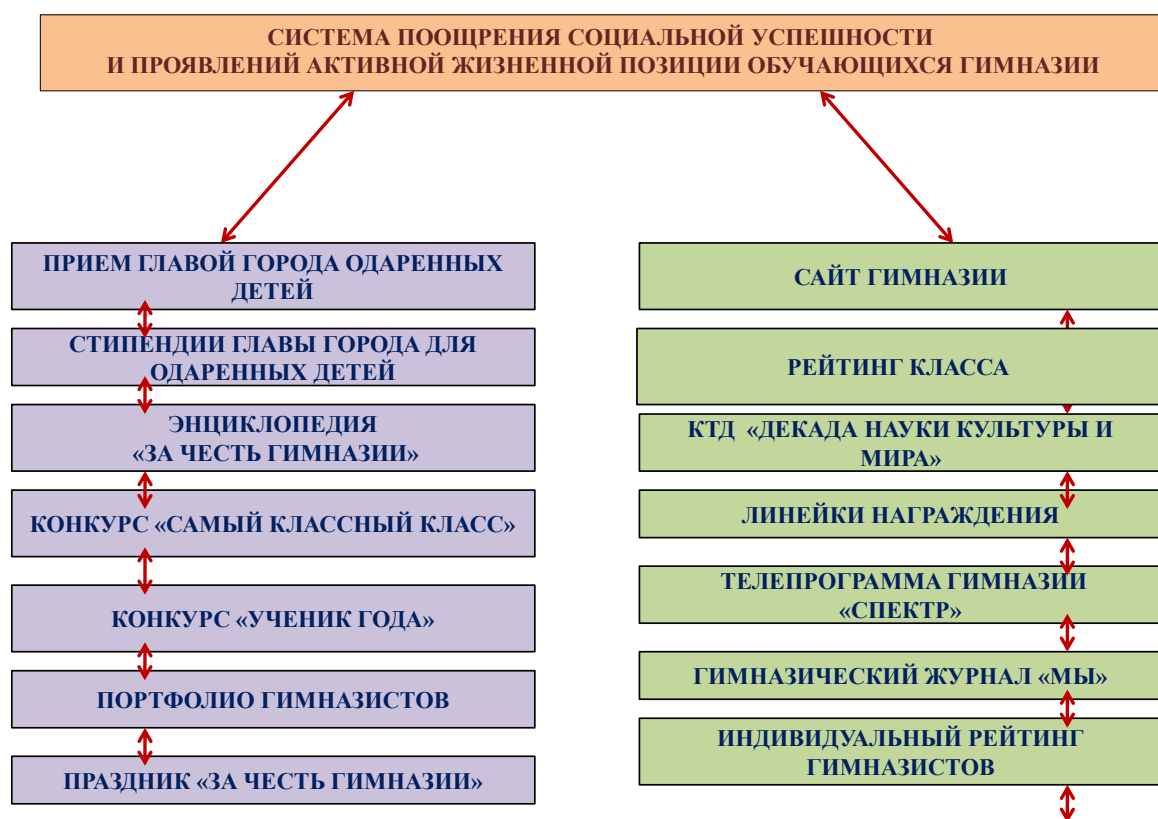 СИСТЕМА ПООЩРЕНИЯ СОЦИАЛЬНОЙ УСПЕШНОСТИ
И ПРОЯВЛЕНИЙ АКТИВНОЙ ЖИЗНЕННОЙ ПОЗИЦИИ ОБУЧАЮЩИХСЯ ГИМНАЗИИ
ПРИЕМ ГЛАВОЙ ГОРОДА ОДАРЕННЫХ
ДЕТЕЙ
СТИПЕНДИИ ГЛАВЫ ГОРОДА ДЛЯ
ОДАРЕННЫХ ДЕТЕЙ
ЭНЦИКЛОПЕДИЯ
«ЗА ЧЕСТЬ ГИМНАЗИИ»
КОНКУРС «САМЫЙ КЛАССНЫЙ КЛАСС»
КОНКУРС «УЧЕНИК ГОДА»
ПОРТФОЛИО ГИМНАЗИСТОВ
ПРАЗДНИК «ЗА ЧЕСТЬ ГИМНАЗИИ»
САЙТ ГИМНАЗИИ
РЕЙТИНГ КЛАССА
КТД «ДЕКАДА НАУКИ КУЛЬТУРЫ И
МИРА»
ЛИНЕЙКИ НАГРАЖДЕНИЯ
ТЕЛЕПРОГРАММА ГИМНАЗИИ
«СПЕКТР»
ГИМНАЗИЧЕСКИЙ ЖУРНАЛ «МЫ»
ИНДИВИДУАЛЬНЫЙ РЕЙТИНГ
ГИМНАЗИСТОВ